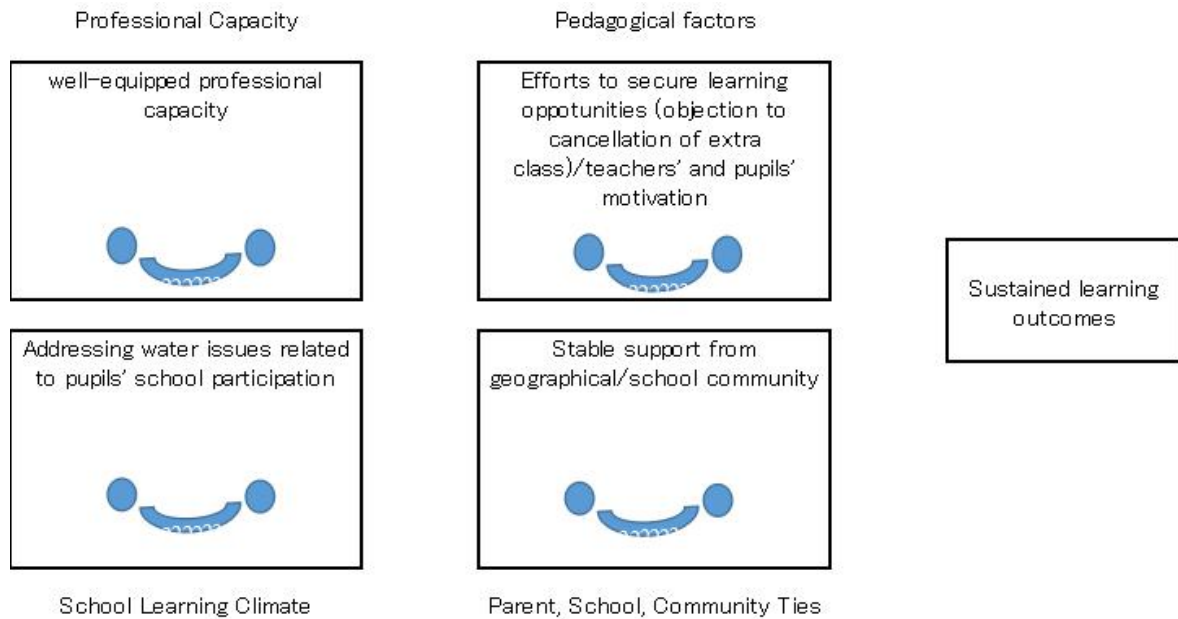 Professional Capacity
Pedagogical factors
well-equipped professional
capacity
Efforts to secure learning
oppotunities (objection to
cancellation of extra
class)/teachers' and pupils'
motivation
Sustained learning
outcomes
Addressing water issues related
to pupils' school participation
Stable support from
geographical/school community
School Learning Climate
Parent, School, Community Ties